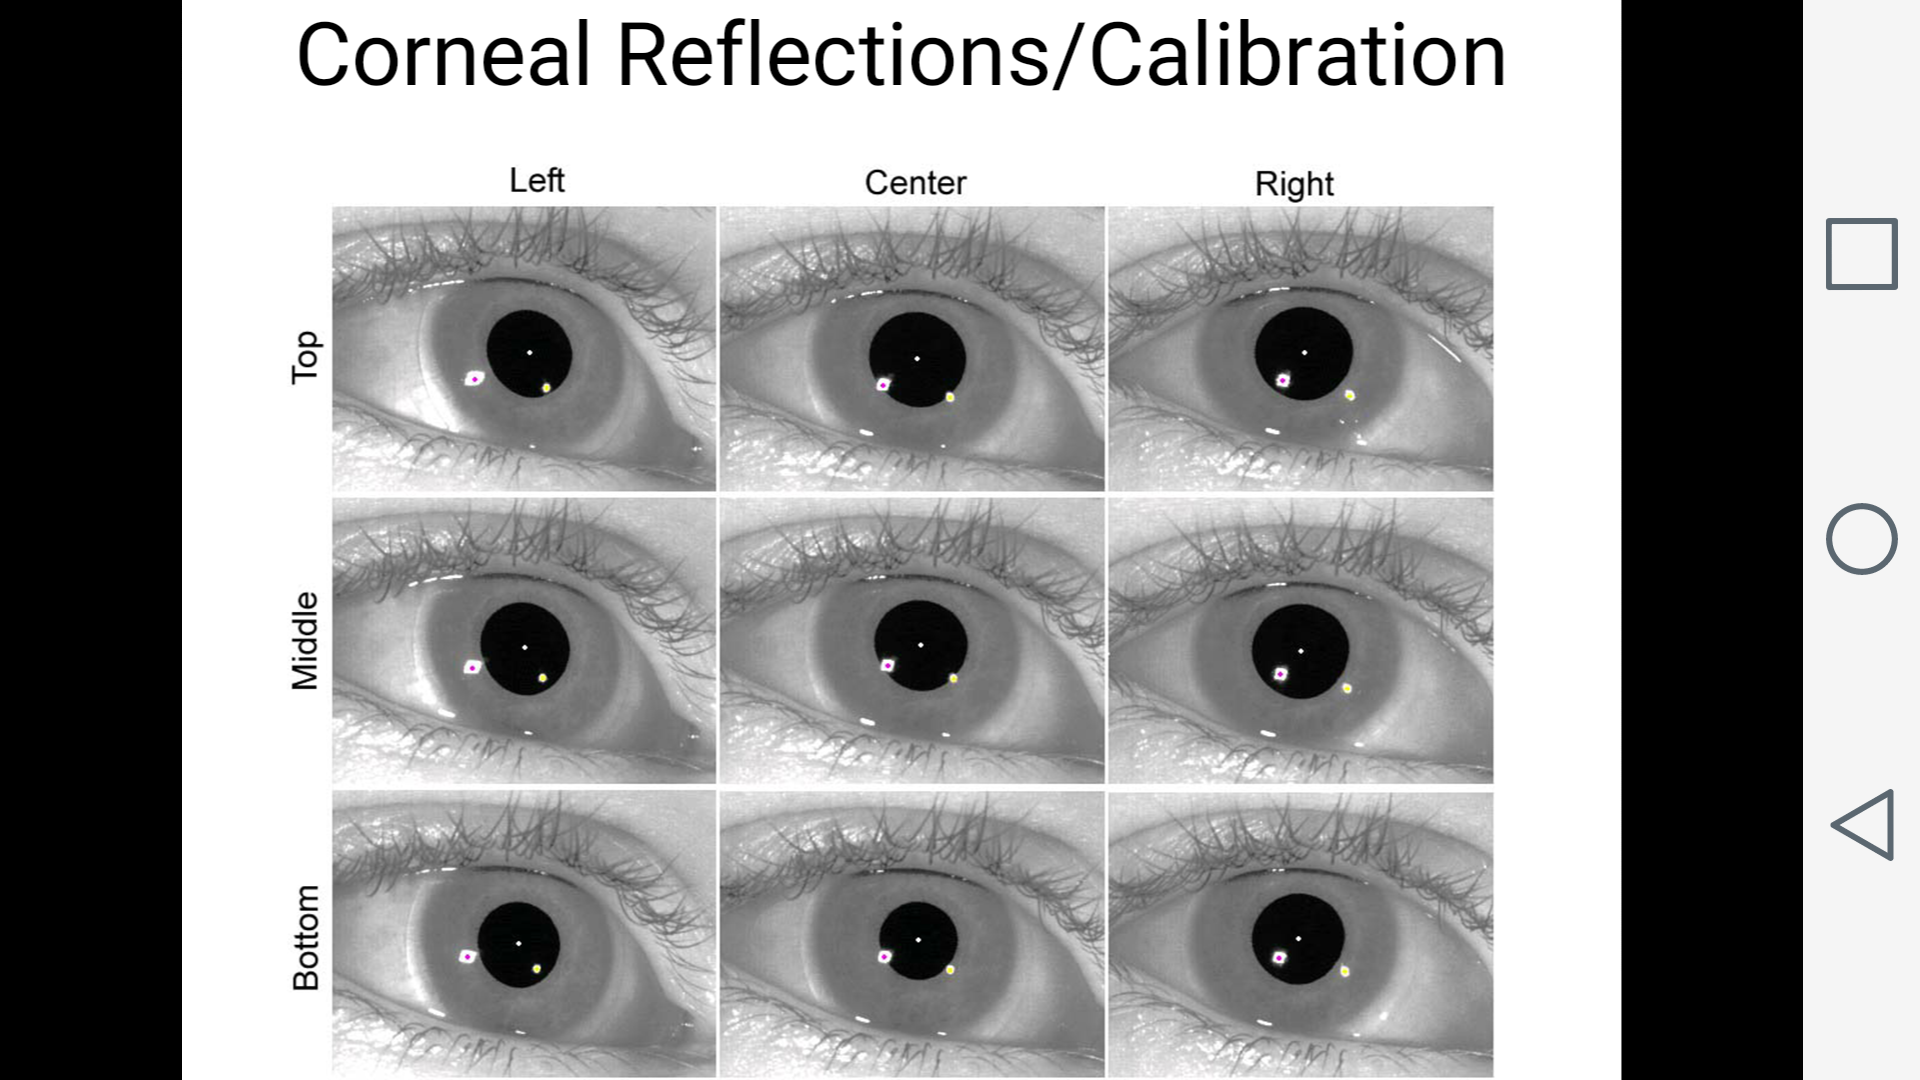 Corneal Reflections/Calibration
Left Center Right
Top
Middle
Bottom